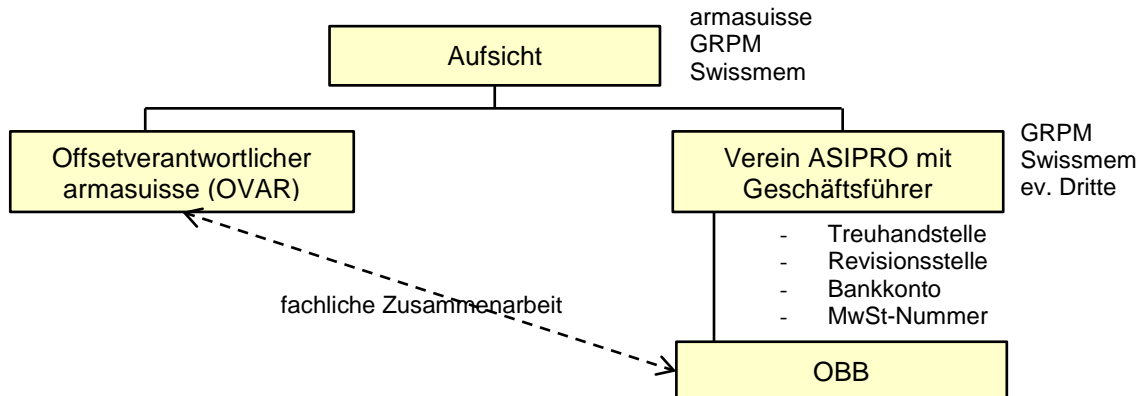 armasuisse
GRPM
Swissmem
Aufsicht
Offsetverantwortlicher
armasuisse (OVAR)
Verein ASIPRO mit
Geschäftsführer
GRPM
Swissmem
ev. Dritte
- Treuhandstelle
- Revisionsstelle
- Bankkonto
- MwSt-Nummer
fachliche Zusammenarbeit
OBB